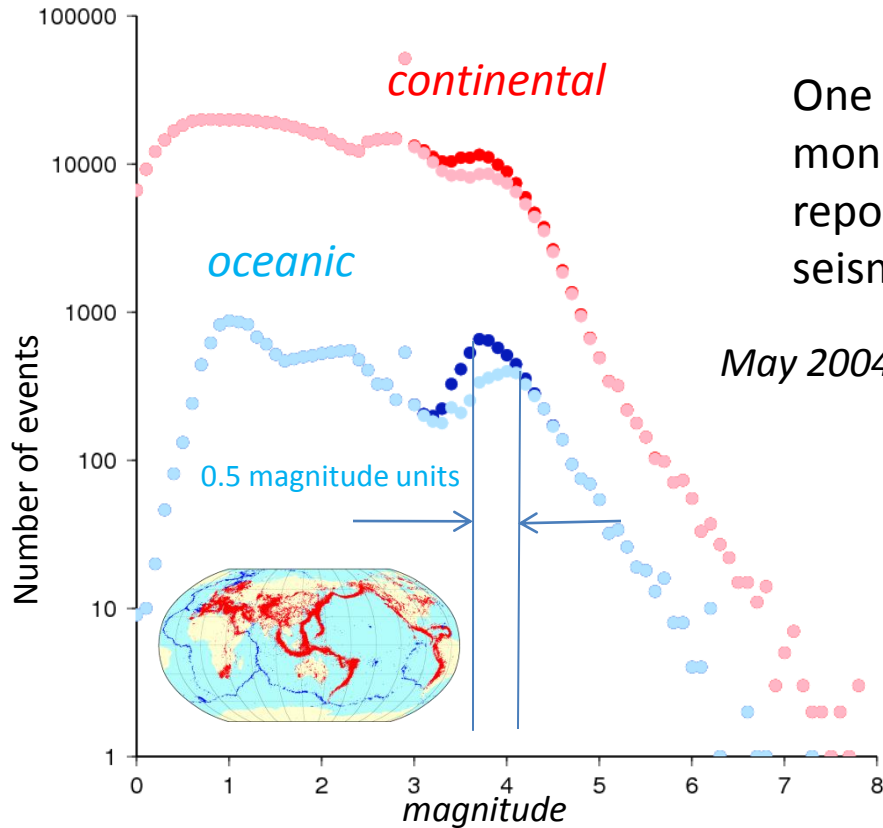 100000
10000
1000
100
10
1
Number of events
continental
oceanic
0.5 magnitude units
0 1 2 3 4 5 6 7 8
magnitude
One
mon
repo
seism
May 2004